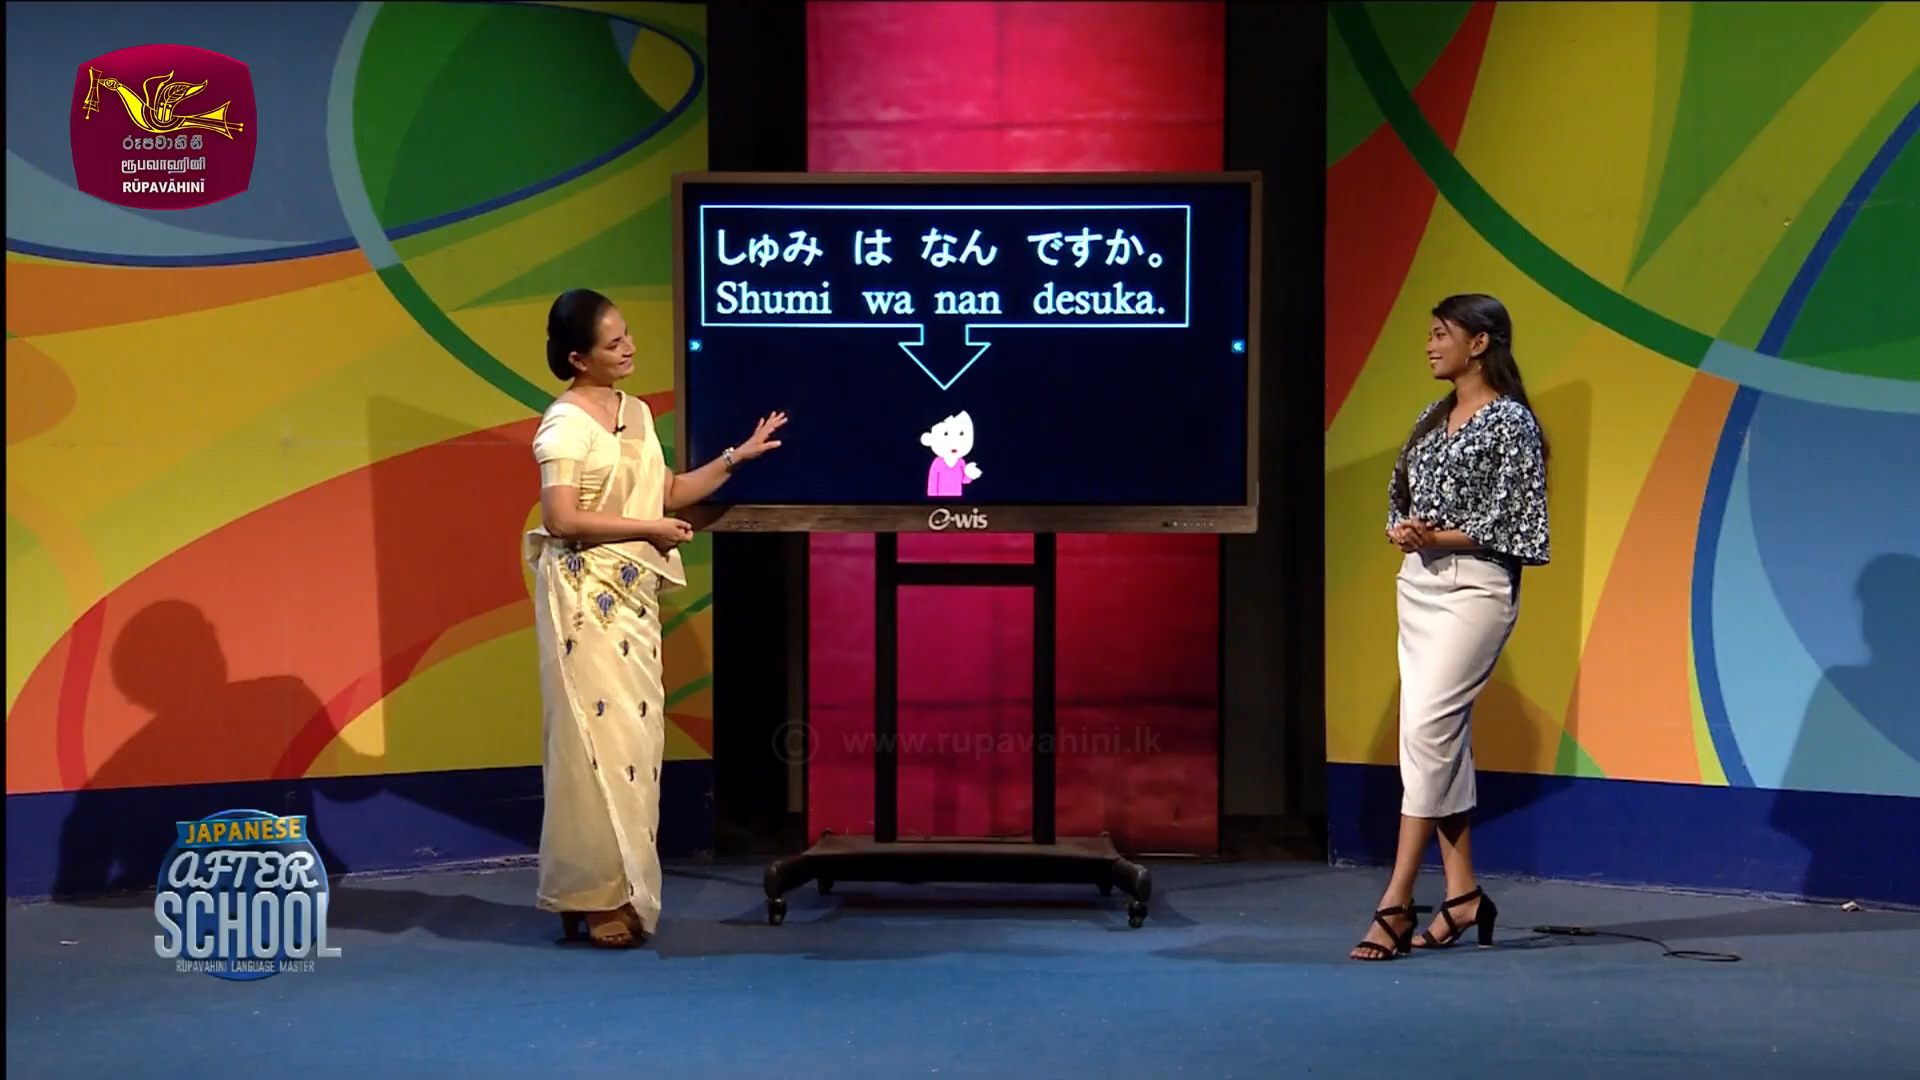 රූපවාහිනී
ரூபவாஹினி
RŪPAVĀHINĪ
しゅみ は なん ですか。
Shumi wa nan desuka.
e-wis
© www.rupavahini.lk
JAPANESE
AFTER
SCHOOL
RUPAVAHINI LANGUAGE MASTER